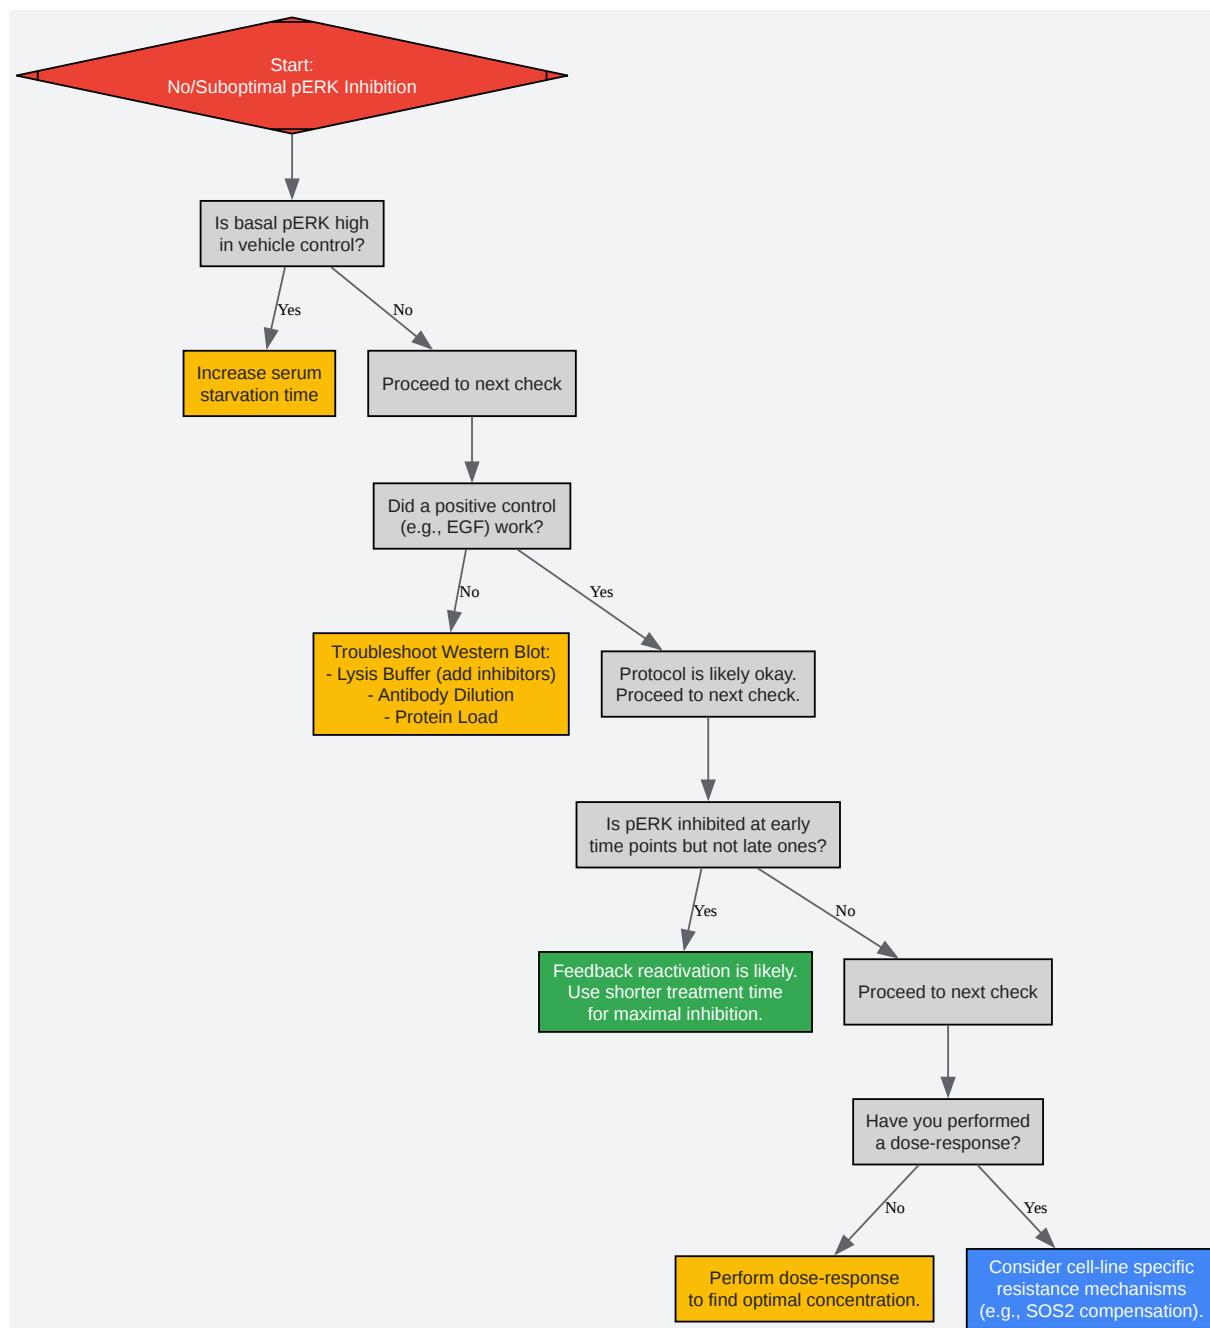 Start:
No/Suboptimal pERK Inhibition
Is basal pERK high
in vehicle control?
Yes
No
Increase serum
starvation time
Proceed to next check
Did a positive control
(e.g., EGF) work?
No
Yes
Troubleshoot Western Blot:
- Lysis Buffer (add inhibitors)
- Antibody Dilution
- Protein Load
Protocol is likely okay.
Proceed to next check.
Is pERK inhibited at early
time points but not late ones?
Yes
No
Feedback reactivation is likely.
Use shorter treatment time
for maximal inhibition.
Proceed to next check
Have you performed
a dose-response?
No
Yes
Perform dose-response
to find optimal concentration.
Consider cell-line specific
resistance mechanisms
(e.g., SOS2 compensation).